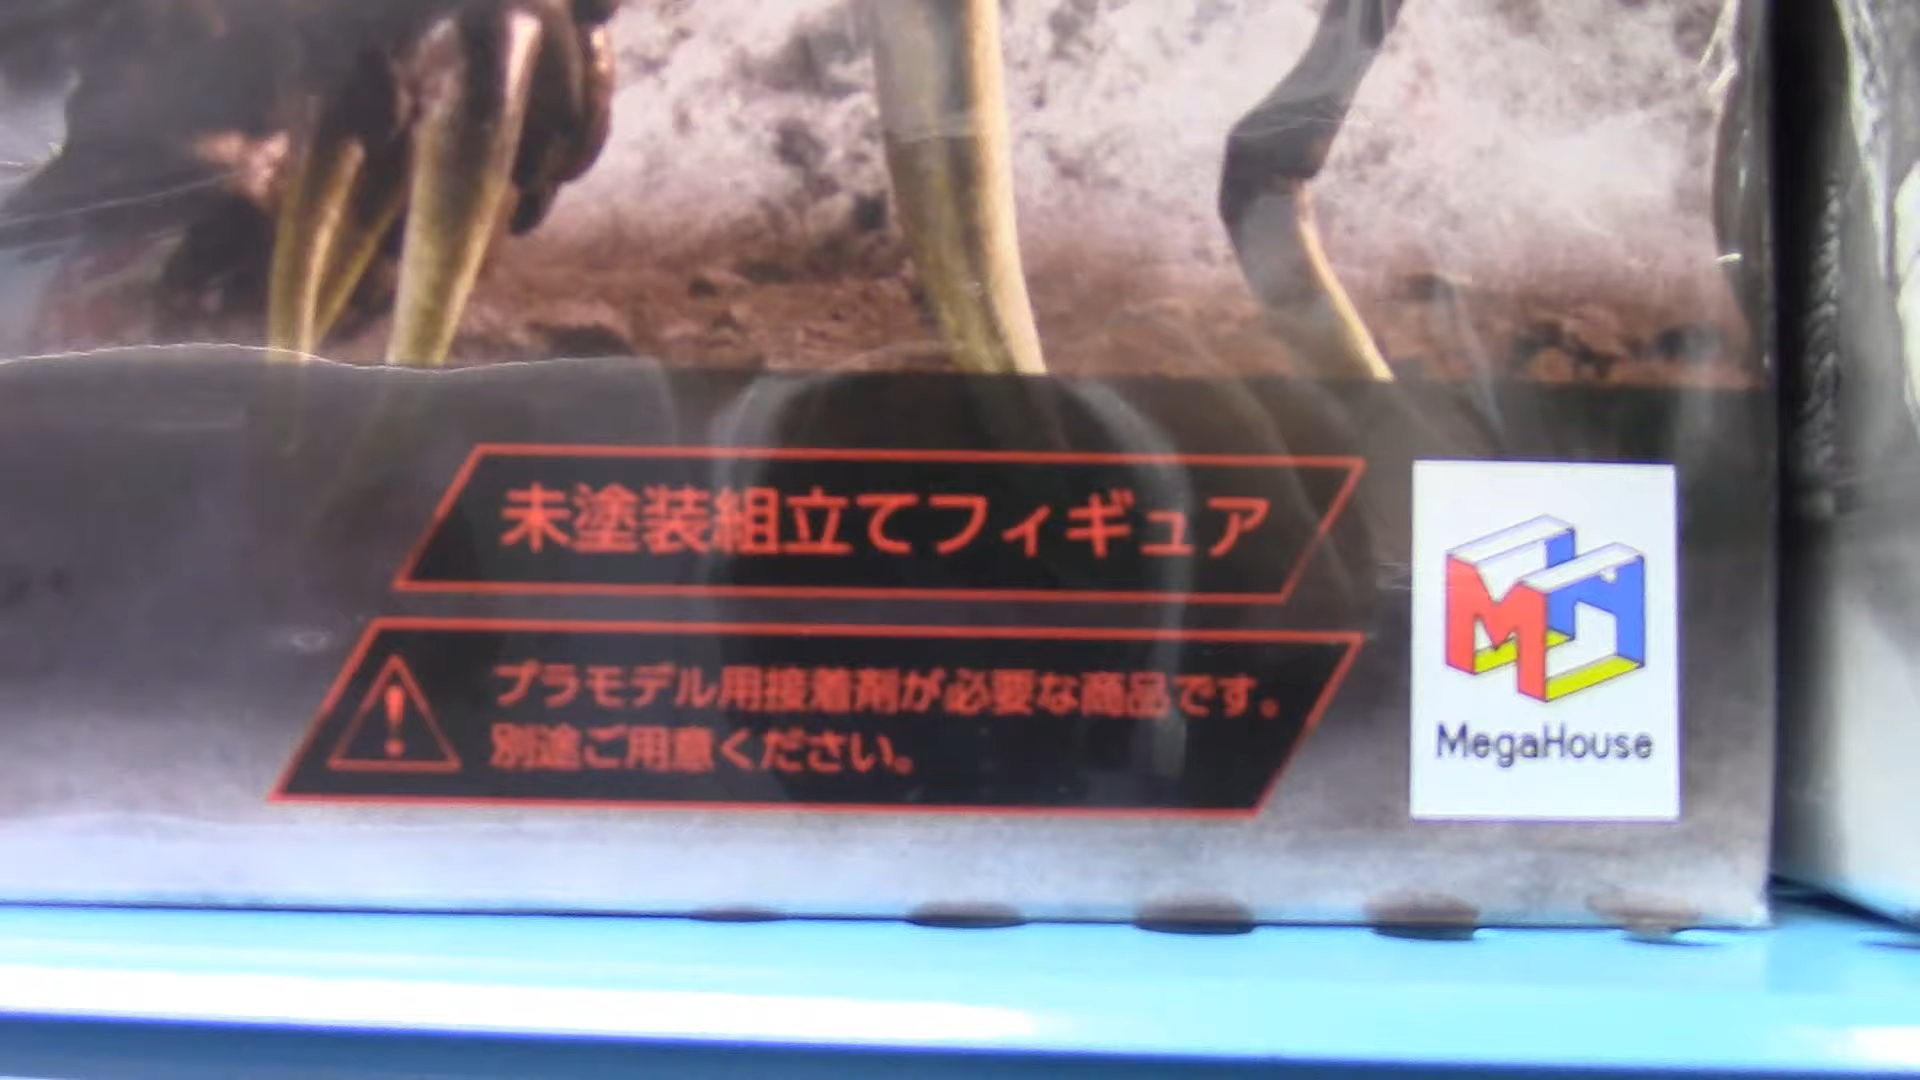 未塗装組立てフィギュア
プラモデル用接着剤が必要な商品です。
別途ご用意ください。
MH
MegaHouse